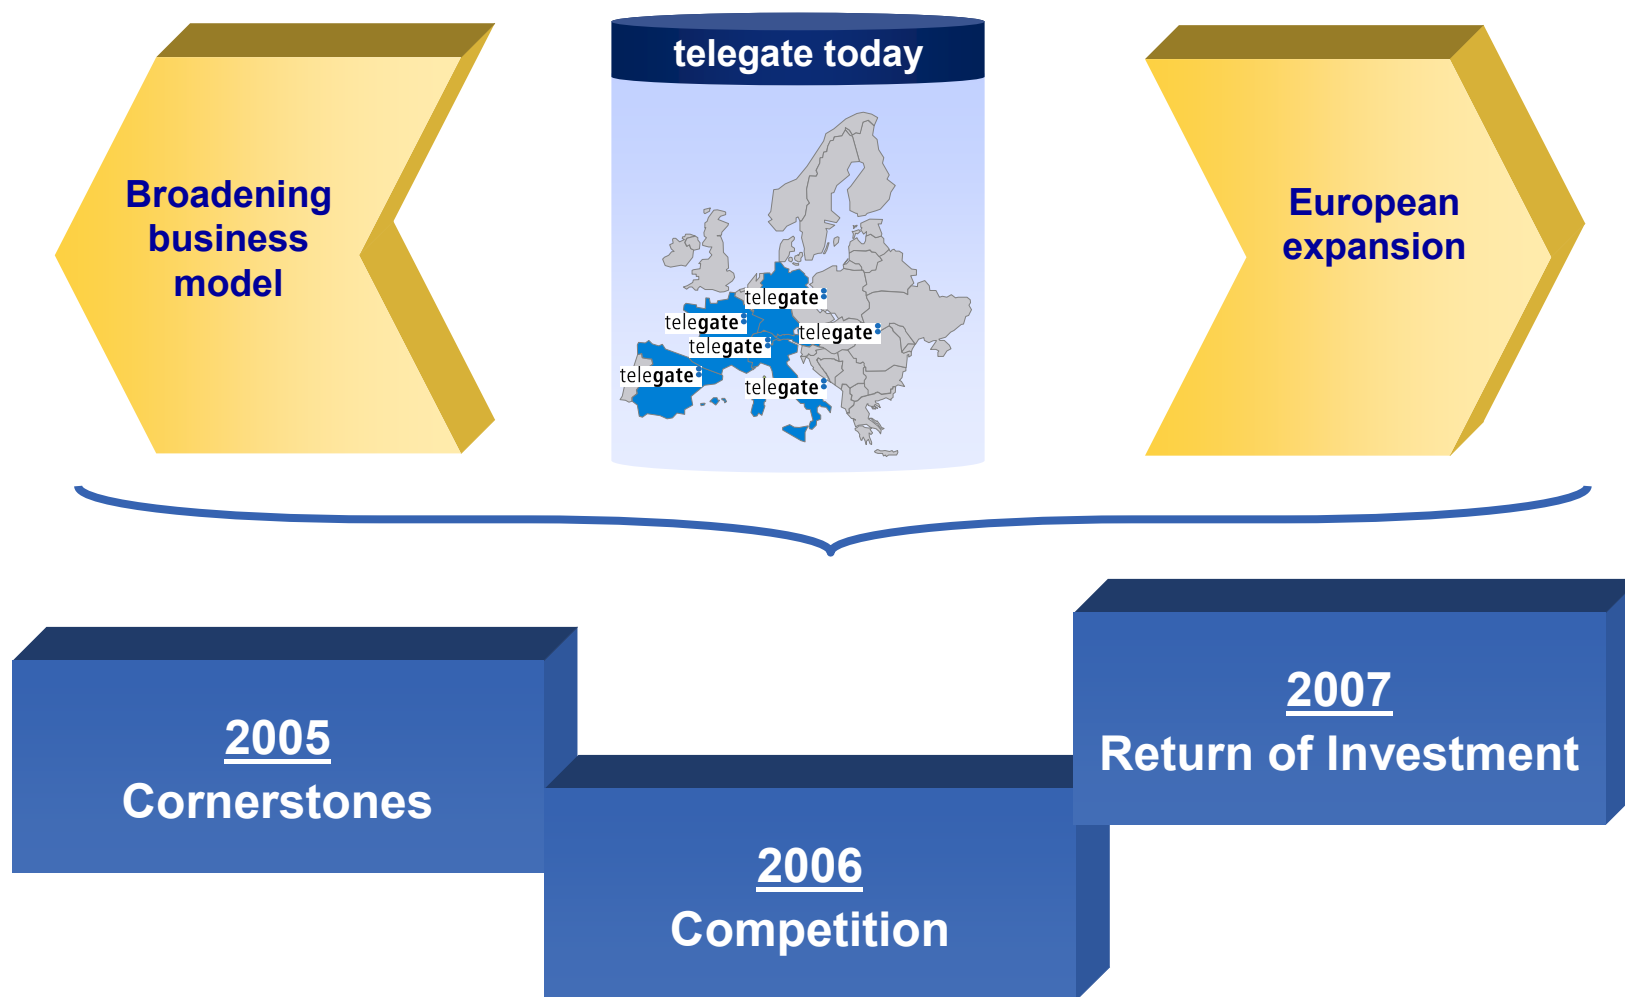 telegate today
Broadening
business
model
European
expansion
telegate
telegate
telegate
telegate
telegate
telegate
2005
Cornerstones
2006
Competition
2007
Return of Investment